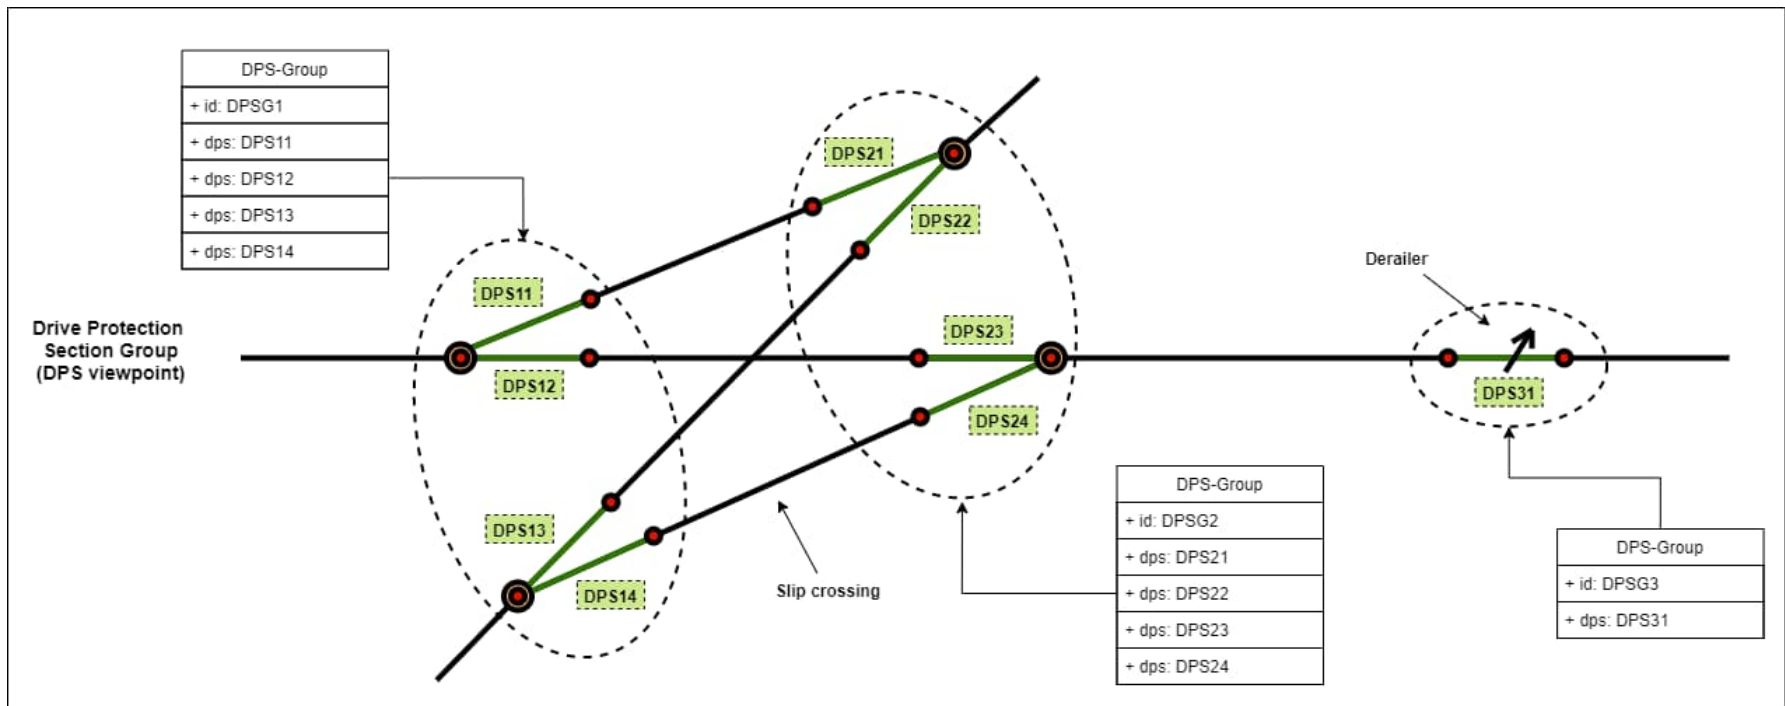 DPS-Group
+ id: DPSG1
+ dps: DPS11
+ dps: DPS12
+ dps: DPS13
+ dps: DPS14
DPS21
DPS22
Derailer
DPS11
Drive Protection
Section Group
(DPS viewpoint)
DPS23
DPS12
DPS31
DPS24
DPS13
DPS14
Slip crossing
DPS-Group
+ id: DPSG2
+ dps: DPS21
+ dps: DPS22
+ dps: DPS23
+ dps: DPS24
DPS-Group
+ id: DPSG3
+ dps: DPS31